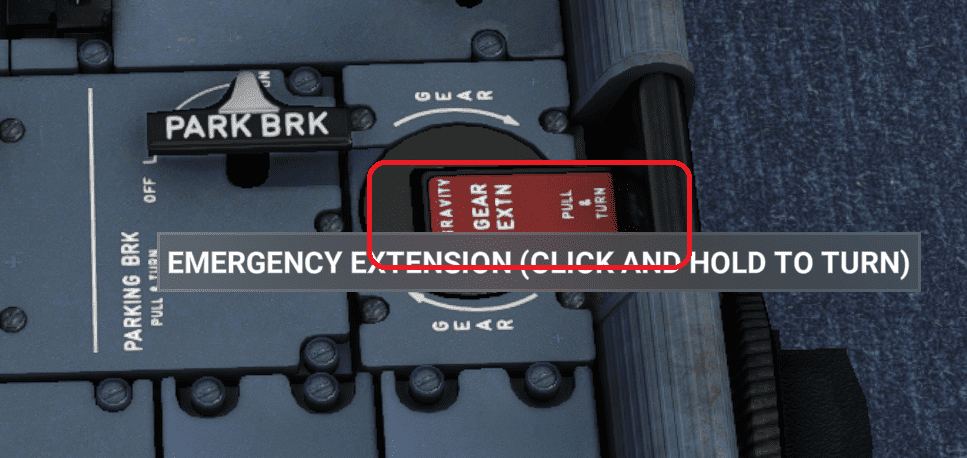 GEAR
PARK BRK
OFF
GEAR
EXTN
PULL
&
TURN
EMERGENCY EXTENSION (CLICK AND HOLD TO TURN)
PARKING BRK
PULL & TURN
GEAR